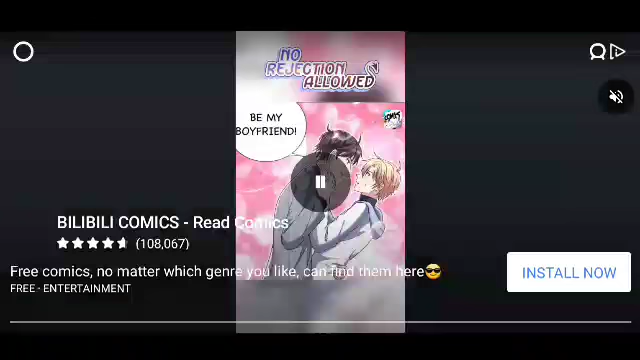 NO
REJECTION
ALLOWED
BE MY
BOYFRIEND!
BILIBILI COMICS - Read Comics
(108,067)
Free comics, no matter which genre you like, can find them here😎
FREE - ENTERTAINMENT
INSTALL NOW